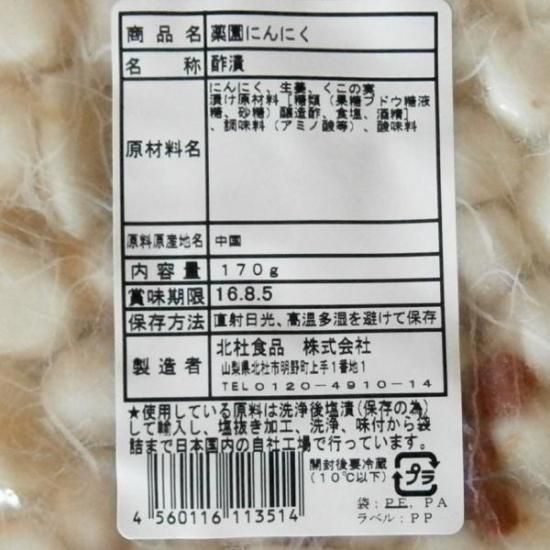 商品名 薬園にんにく
名称 酢漬
原材料名 にんにく、生姜、くこの実
漬け原材料[糖類(果糖ブドウ糖液
糖、砂糖)醸造酢、食塩、酒精]
、調味料(アミノ酸等)、酸味料
原料原産地名 中国
内容量 170g
賞味期限 16.8.5
保存方法 直射日光、高温多湿を避けて保存
製造者 北杜食品 株式会社
山梨県北杜市明野町上手1番地1
TEL0120-4910-14
★使用している原料は洗浄後塩漬(保存の為)
して輸入し、塩抜き加工、洗浄、味付から袋
詰まで日本国内の自社工場で行っています。
開封後要冷蔵
(10℃以下)
プラ
袋:PE, PA
ラベル:PP
4 560116 113514